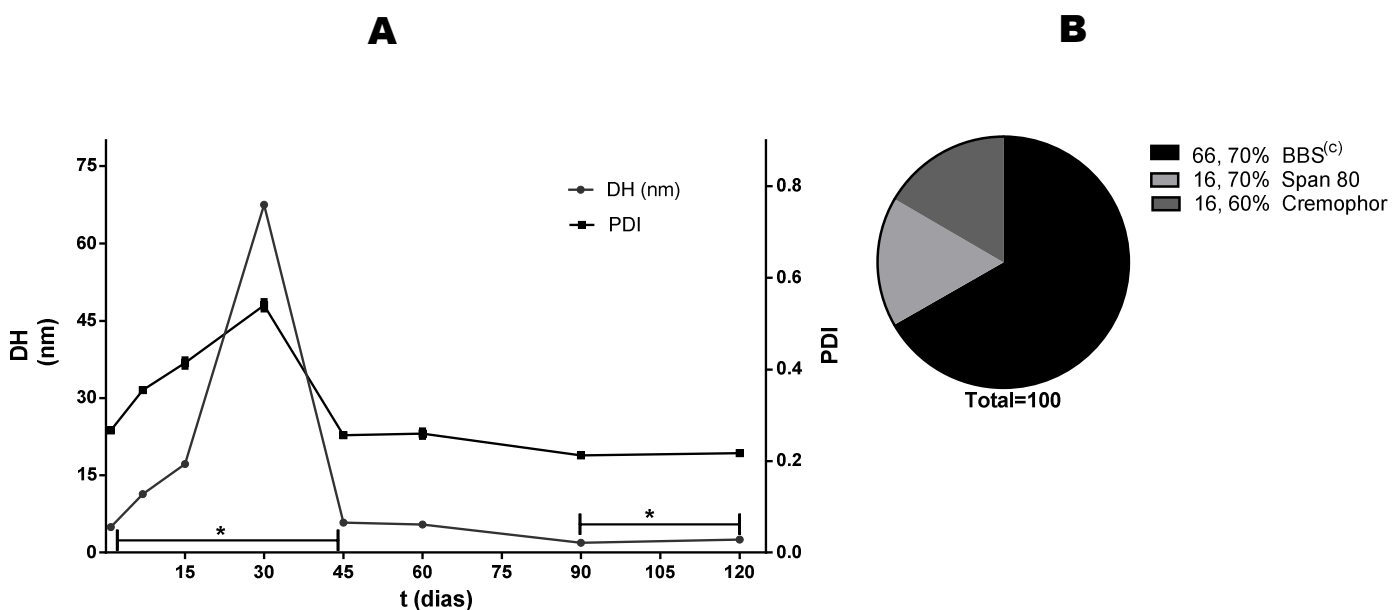 A
B
75
60
45
30
15
0
DH
(nm)
0.8
0.6
0.4
0.2
0.0
PDI
DH (nm)
PDI
*
*
15
30
45
60
75
90
105
120
t (dias)
66, 70% BBS(c)
16, 70% Span 80
16, 60% Cremophor
Total=100